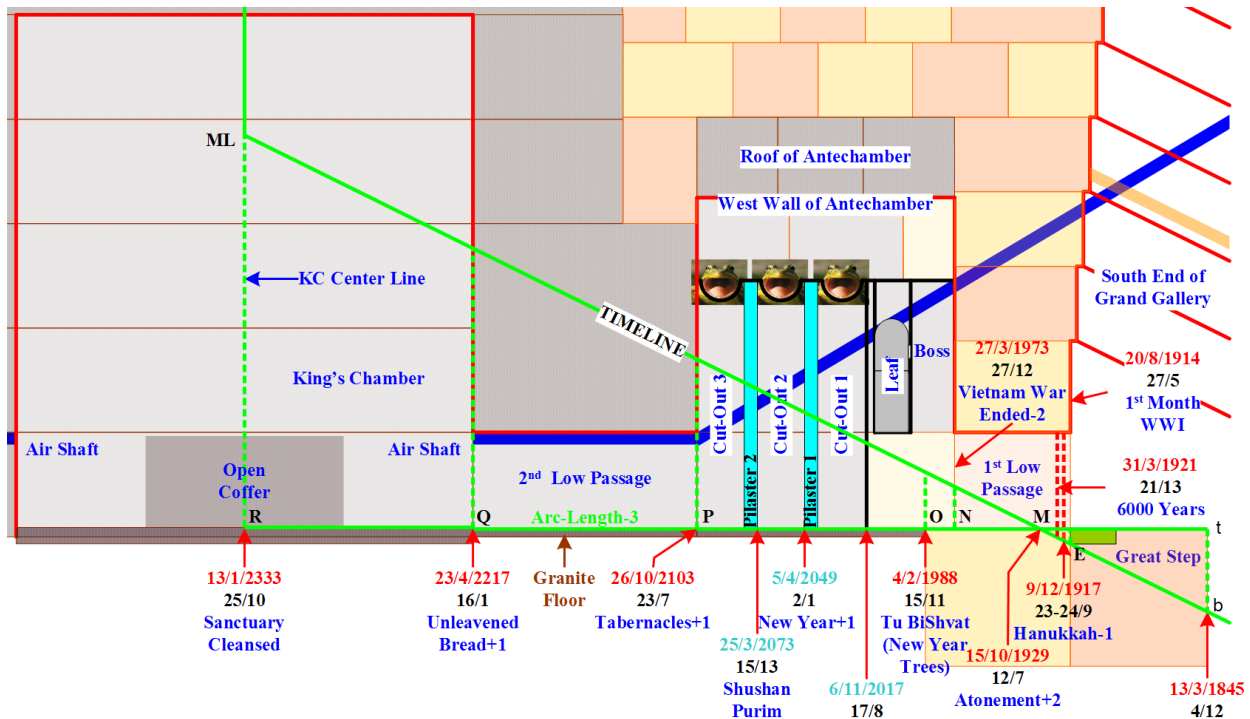 ML
Roof of Antechamber
West Wall of Antechamber
KC Center Line
TIMELINE
South End of
Grand Gallery
King's Chamber
Cut-Out 3
Cut-Out 2
Cut-Out 1
Leaf
Boss
27/3/1973
27/12
Vietnam War
Ended-2
20/8/1914
27/5
1st Month
WWI
Air Shaft
Open
Coffer
Air Shaft
2nd Low Passage
Pilaster 2
Pilaster 1
1st Low
Passage
31/3/1921
21/13
6000 Years
R
Q
Arc-Length-3
P
O
N
M
E
t
Great Step
b
13/1/2333
25/10
Sanctuary
Cleansed
23/4/2217
16/1
Unleavened
Bread+1
Granite
Floor
26/10/2103
23/7
Tabernacles+1
25/3/2073
15/13
Shushan
Purim
5/4/2049
2/1
New Year+1
6/11/2017
17/8
4/2/1988
15/11
Tu BiShvat
(New Year
Trees)
9/12/1917
23-24/9
Hanukkah-1
15/10/1929
12/7
Atonement+2
13/3/1845
4/12